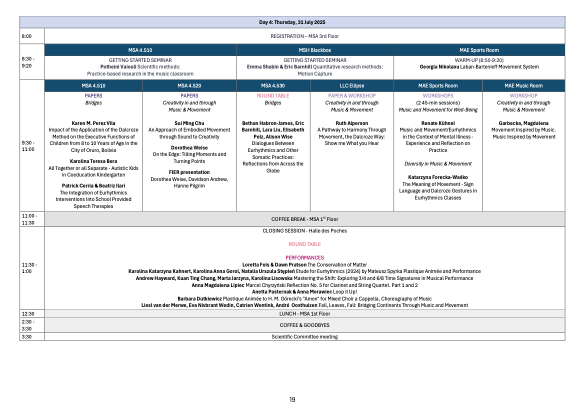 Day 4: Thursday, 31 July 2025
8:00
REGISTRATION – MSA 3rd Floor
MSA 4.510
MSH Blackbox
MAE Sports Room
8:30 - 9:20
GETTING STARTED SEMINAR
Potheini Vaiouli Scientific methods:
Practice-based research in the music classroom
GETTING STARTED SEMINAR
Emma Shubin & Eric Barnhill Quantitative research methods:
Motion Capture
WARM-UP (8:50-9:20)
Georgia Nikolaou Laban-Bartenieff Movement System
MSA 4.510
MSA 4.520
MSA 4.530
LLC Elipse
MAE Sports Room
MAE Music Room
9:30 - 11:00
PAPERS
Bridges
Karen M. Perez Vila
Impact of the Application of the Dalcroze
Method on the Executive Functions of
Children from 8 to 10 Years of Age in the
City of Oruro, Bolivia
Karolina Teresa Bera
All Together or all Separate - Autistic Kids
in Coeducation Kindergarten
Patrick Cerria & Beatriz Ilari
The Integration of Eurhythmics
Interventions Into School Provided
Speech Therapies
PAPERS
Creativity in and through
Music & Movement
Sui Ming Chu
An Approach of Embodied Movement
through Sound to Creativity
Dorothea Weise
On the Edge: Tilting Moments and
Turning Points
FIER presentation
Dorothea Weise, Davidson Andrew,
Hanne Pilgrim
ROUND TABLE
Bridges
Bethan Habron-James, Eric
Barnhill, Lara Liu, Elisabeth
Pelz, Alison Wise
Dialogues Between
Eurhythmics and Other
Somatic Practices:
Reflections from Across the
Globe
PAPER & WORKSHOP
Creativity in and through
Music & Movement
Ruth Alperson
A Pathway to Harmony Through
Movement, the Dalcroze Way:
Show me What you Hear
WORKSHOPS
(2 45-min sessions)
Music and Movement for Well-Being
Renate Kühnel
Music and Movement/Eurhythmics
in the Context of Mental Illness -
Experience and Reflection on
Practice
Diversity in Music & Movement
Katarzyna Forecka-Waśko
The Meaning of Movement - Sign
Language and Dalcroze Gestures in
Eurhythmics Classes
WORKSHOPS
Creativity in and through
Music & Movement
Garbecka, Magdalena
Movement Inspired by Music.
Music Inspired by Movement
11:00 - 11:30
COFFEE BREAK - MSA 1st Floor
11:30 - 1:00
CLOSING SESSION - Halle des Poches
ROUND TABLE
PERFORMANCES
Loretta Fois & Dawn Pratson The Conservation of Matter
Karolina Katarzyna Kahnert, Karolina Anna Gorol, Natalia Urszula Stępień Etude for Eurhythmics (2024) by Mateusz Spyrka Plastique Animée and Performance
Andrew Hayward, Kuan Ting Chang, Marta Jarzyna, Karolina Lisowska Mastering the Shift: Exploring 3/4 and 6/8 Time Signatures in Musical Performance
Anna Magdalena Lipiec Marcel Chyrzyński Reflection No. 5 for Clarinet and String Quartet. Part 1 and 2
Anetta Pasternak & Anna Morawiec Loop it Up!
Barbara Dutkiewicz Plastique Animée to H. M. Górecki's "Amen" for Mixed Choir a Cappella, Choreography of Music
Liesl van der Merwe, Eva Nivbrant Wedin, Catrien Wentink, André Oosthuizen Fall, Leaves, Fall: Bridging Continents Through Music and Movement
12:30
LUNCH – MSA 1st Floor
2:30 - 3:30
COFFEE & GOODBYES
3:30
Scientific Committee meeting
19